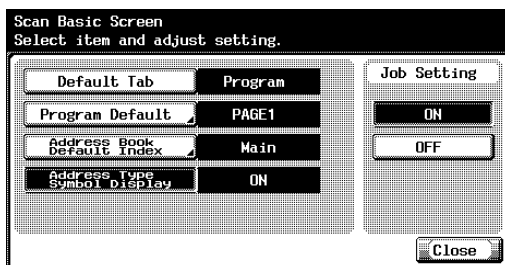 Scan Basic Screen
Select item and adjust setting.
Default Tab
Program
Program Default
PAGE1
Address Book
Default Index
Main
Address Type
Symbol Display
ON
Job Setting
ON
OFF
Close